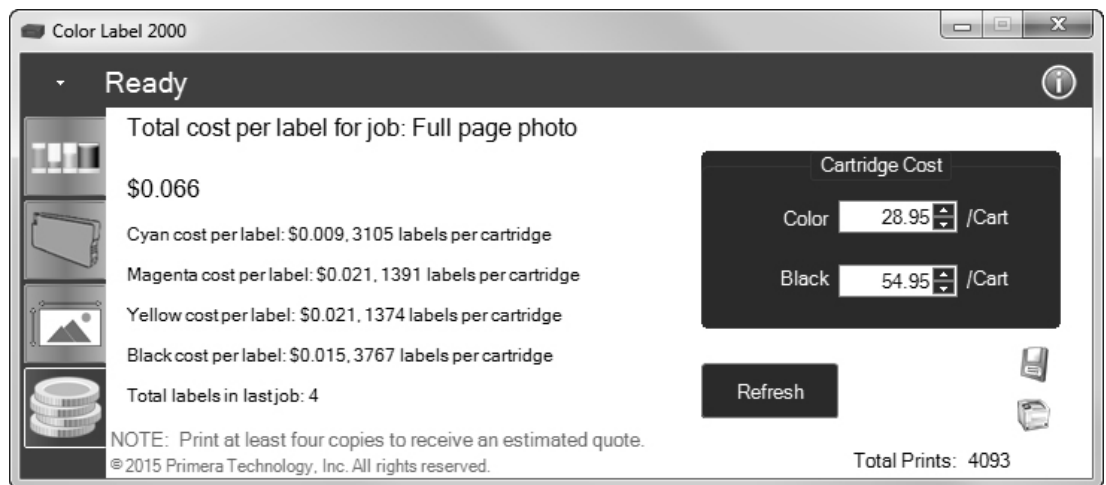 Color Label 2000
Ready
Total cost per label for job: Full page photo
$0.066
Cyan cost per label: $0.009, 3105 labels per cartridge
Magenta cost per label: $0.021, 1391 labels per cartridge
Yellow cost per label: $0.021, 1374 labels per cartridge
Black cost per label: $0.015, 3767 labels per cartridge
Total labels in last job: 4
NOTE: Print at least four copies to receive an estimated quote.
© 2015 Primera Technology, Inc. All rights reserved.
Cartridge Cost
Color 28.95 /Cart
Black 54.95 /Cart
Refresh
Total Prints: 4093